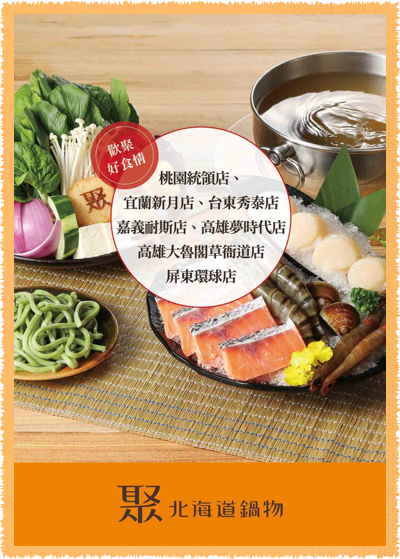 歡聚
好食情
桃園統領店、
宜蘭新月店、台東秀泰店
嘉義耐斯店、高雄夢時代店
高雄大魯閣草衙道店
屏東環球店
聚
聚 北海道鍋物